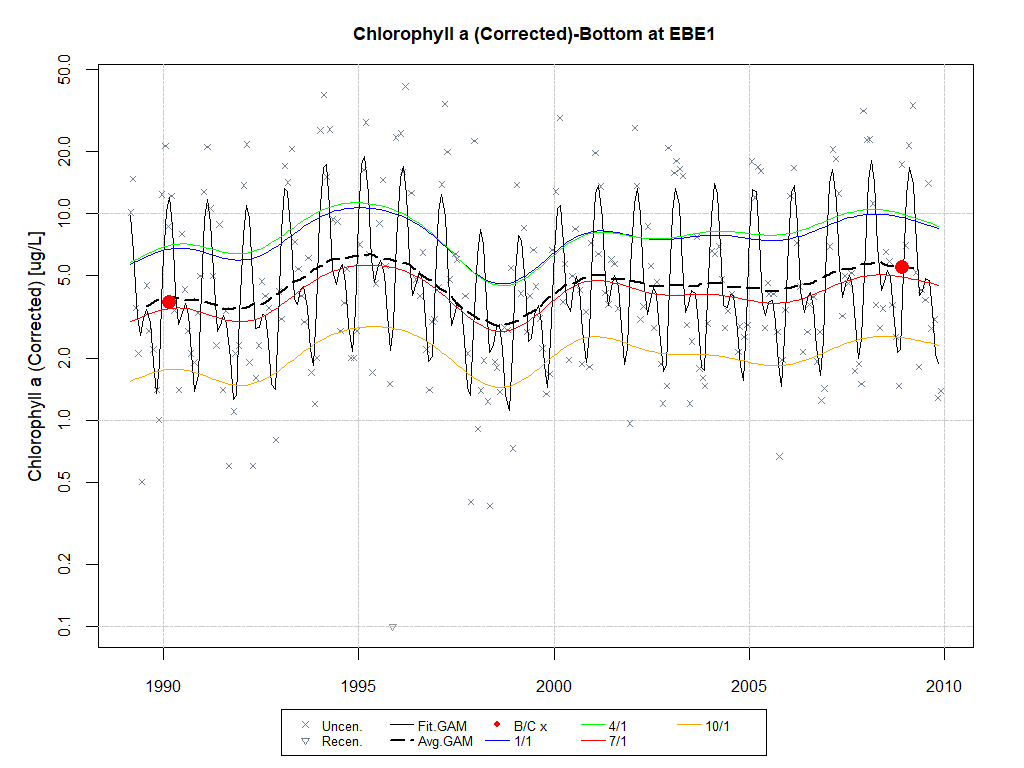 Chlorophyll a (Corrected)-Bottom at EBE1
Chlorophyll a (Corrected) [ug/L]
50.0
20.0
10.0
5.0
2.0
1.0
0.5
0.2
0.1
1990 1995 2000 2005 2010
Uncen. Fit.GAM B/C x 4/1 10/1
Recen. Avg.GAM 1/1 7/1